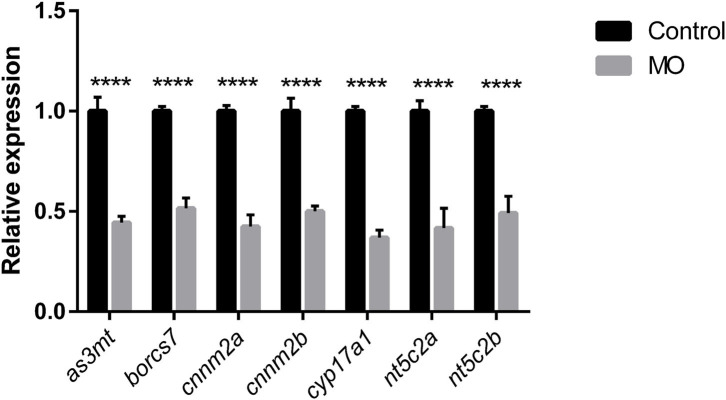 Control
MO
Relative expression
1.5
1.0
0.5
0.0
**** **** **** **** **** **** ****
as3mt borcs7 cnnm2a cnnm2b cyp17a1 nt5c2a nt5c2b